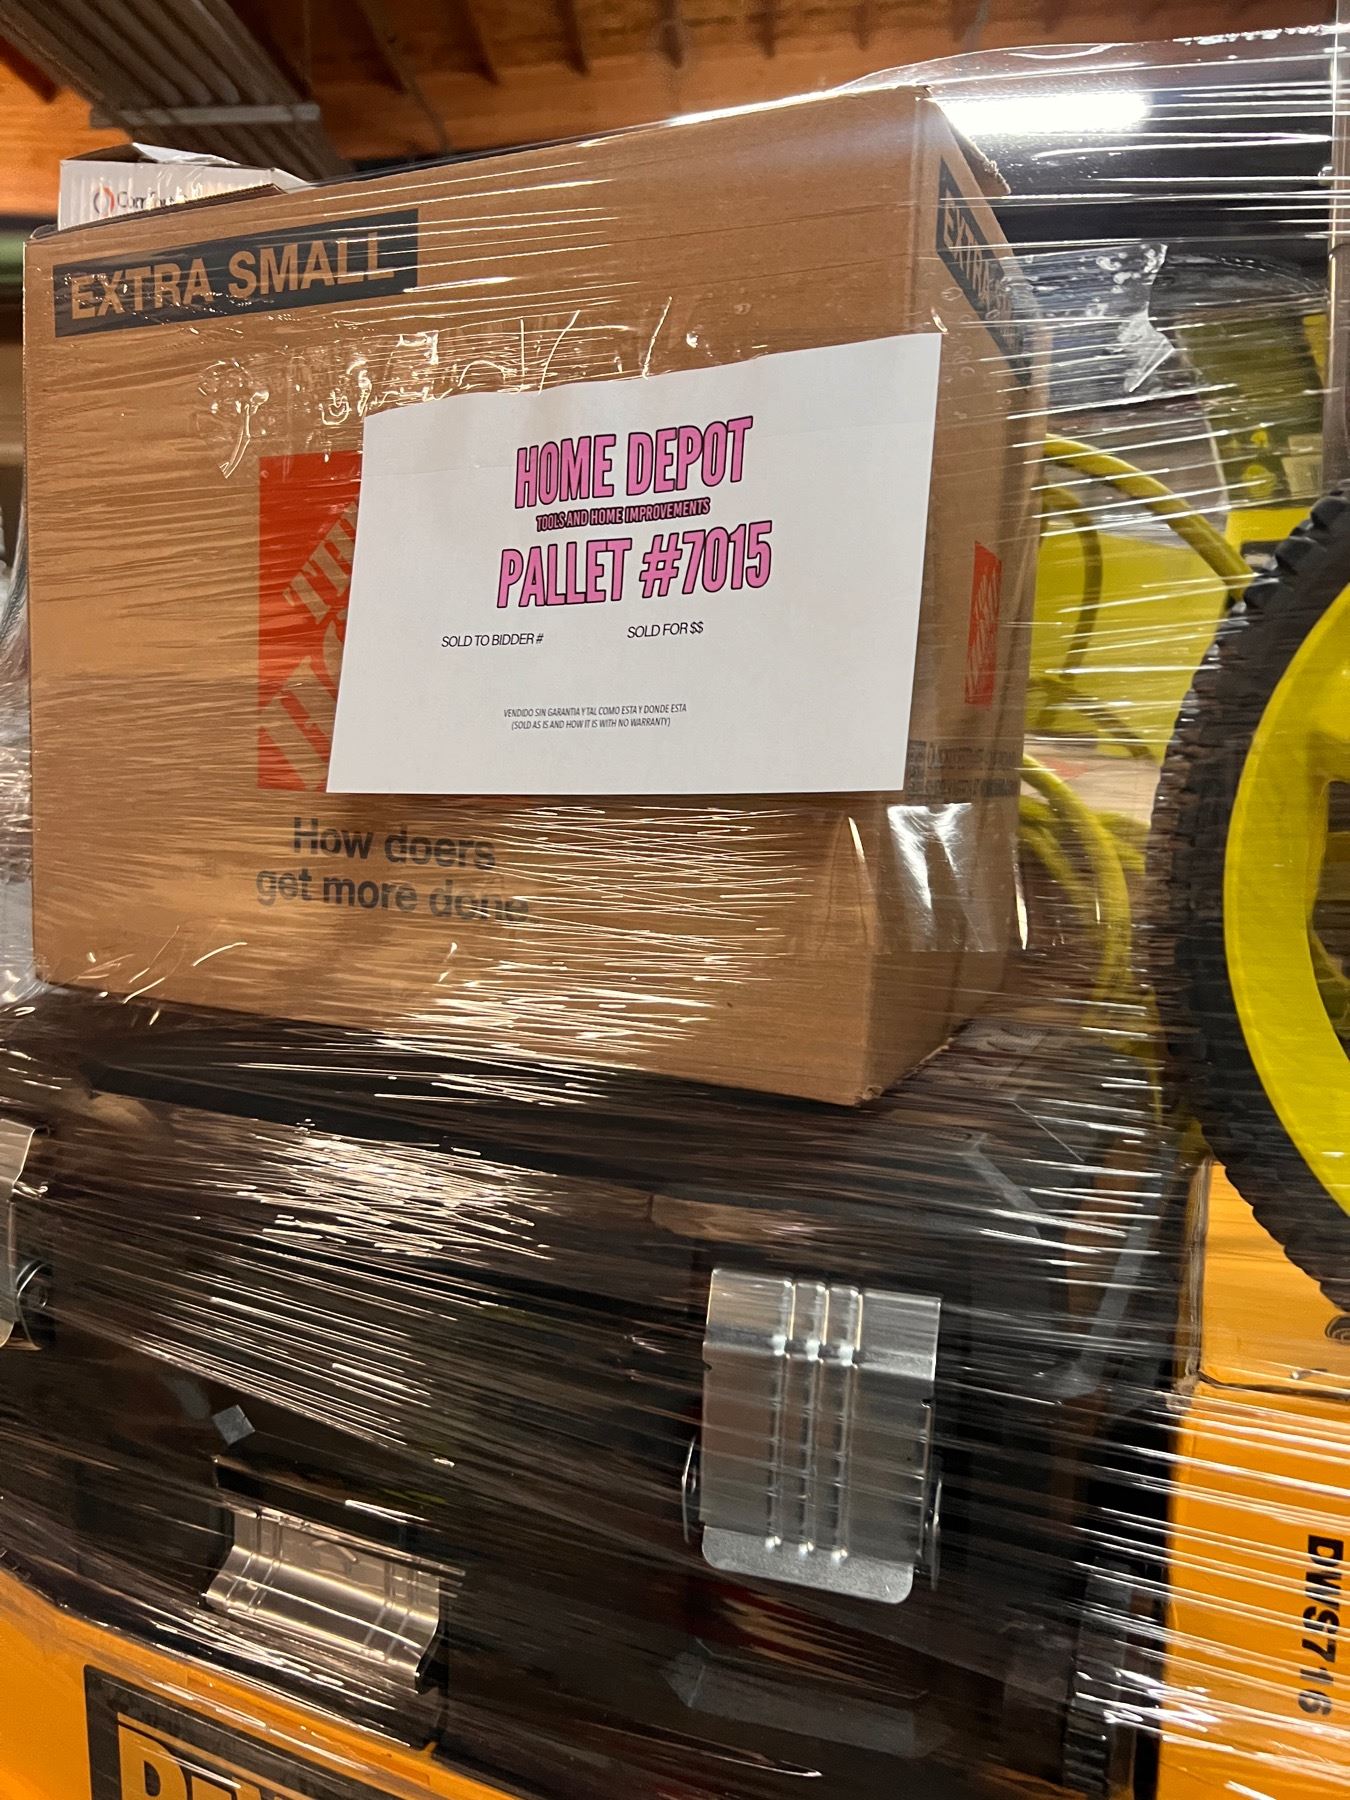 EXTRA SMALL
EXTRA
THE
HOME DEPOT
TOOLS AND HOME IMPROVEMENTS
PALLET #7015
SOLD TO BIDDER #
SOLD FOR $$
VENDIDO SIN GARANTIA Y TAL COMO ESTA Y DONDE ESTA
(SOLD AS IS AND HOW IT IS WITH NO WARRANTY)
How doers
get more done
DWS716